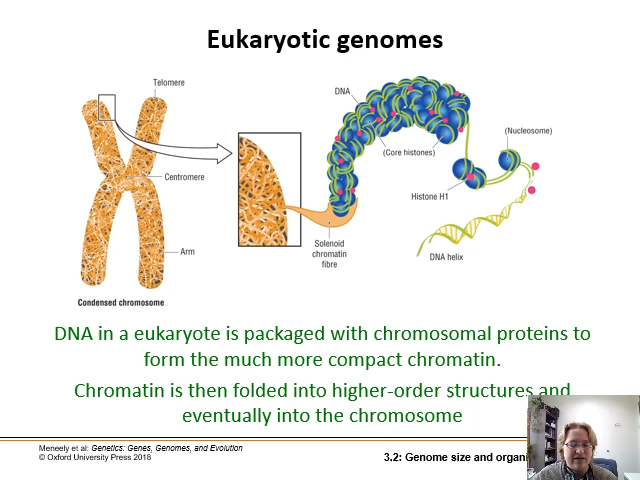 Eukaryotic genomes
Telomere
Centromere
Arm
Condensed chromosome
DNA
(Core histones)
Solenoid
chromatin
fibre
(Nucleosome)
Histone H1
DNA helix
DNA in a eukaryote is packaged with chromosomal proteins to
form the much more compact chromatin.
Chromatin is then folded into higher-order structures and
eventually into the chromosome
Meneely et al: Genetics: Genes, Genomes, and Evolution
© Oxford University Press 2018
3.2: Genome size and